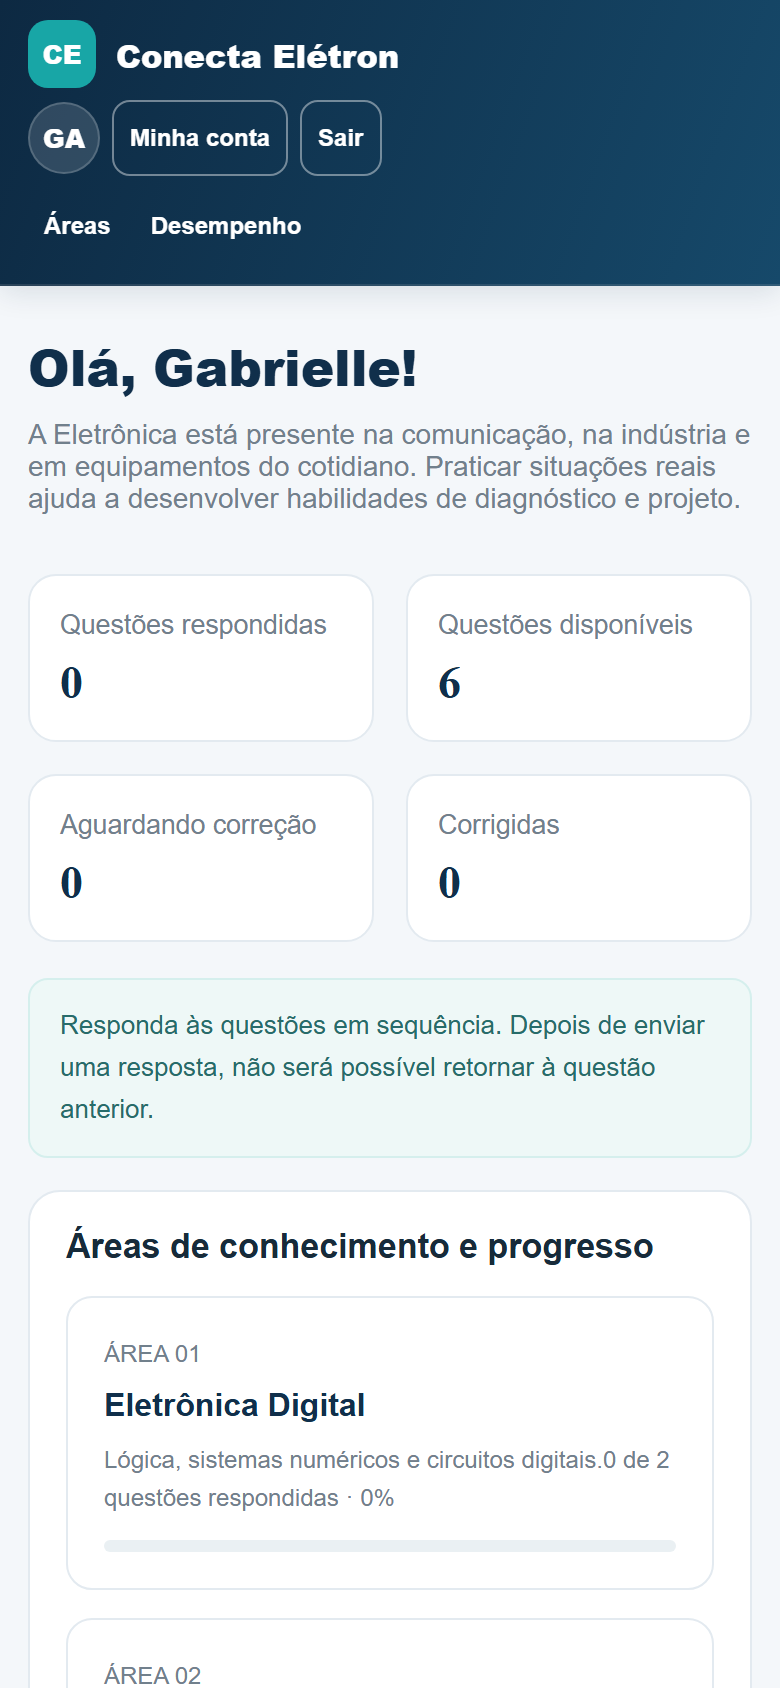 CE Conecta Elétron
GA Minha conta Sair
Áreas Desempenho
Olá, Gabrielle!
A Eletrônica está presente na comunicação, na indústria e
em equipamentos do cotidiano. Praticar situações reais
ajuda a desenvolver habilidades de diagnóstico e projeto.
Questões respondidas
0
Questões disponíveis
6
Aguardando correção
0
Corrigidas
0
Responda às questões em sequência. Depois de enviar
uma resposta, não será possível retornar à questão
anterior.
Áreas de conhecimento e progresso
ÁREA 01
Eletrônica Digital
Lógica, sistemas numéricos e circuitos digitais.0 de 2
questões respondidas · 0%
ÁREA 02